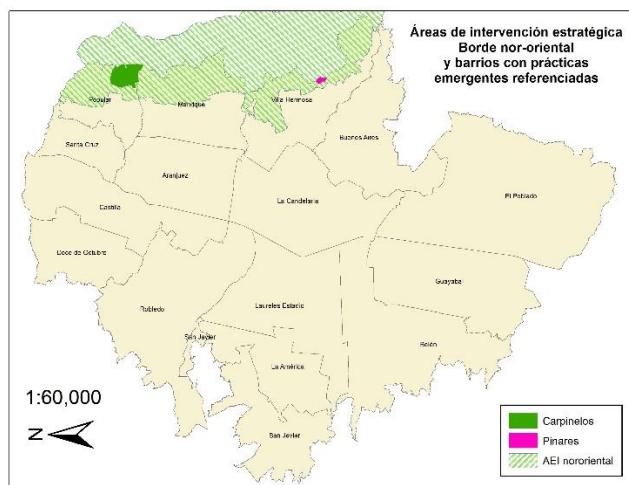 Áreas de intervención estratégica
Borde nor-oriental
y barrios con prácticas
emergentes referenciadas
Popular
Manrique
Villa Hermosa
Santa Cruz
Buenos Aires
Aranjuez
La Candelaria
El Poblado
Castilla
Doce de Octubre
Guayabal
Robledo
Laureles Estadio
San Javier
Belén
La América
San Javier
1:60,000
N
Carpinelos
Pinares
AEI nororiental